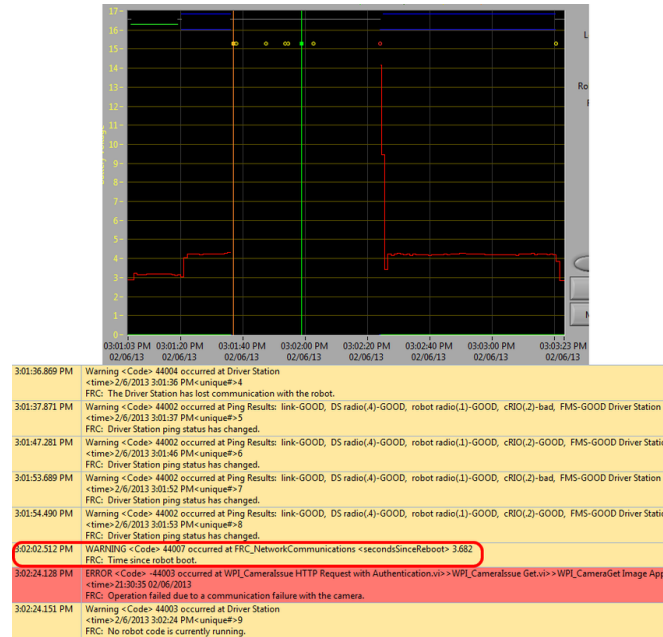 17-
L
16-
15-
14-
13-
Ro
12-
11-
10-
9-
8-
7-
6-
5-
4-
3-
2-
1-
0-
03:01:03 PM 03:01:20 PM 03:01:40 PM 03:02:00 PM 03:02:20 PM 03:02:40 PM 03:03:00 PM 03:03:23 PM
02/06/13 02/06/13 02/06/13 02/06/13 02/06/13 02/06/13 02/06/13 02/06/13
3:01:36.869 PM Warning <Code> 44004 occurred at Driver Station
<time>2/6/2013 3:01:36 PM<unique#>4
FRC: The Driver Station has lost communication with the robot.
3:01:37.871 PM Warning <Code> 44002 occurred at Ping Results: link-GOOD, DS radio(.4)-GOOD, robot radio(.1)-GOOD, cRIO(.2)-bad, FMS-GOOD Driver Station
<time>2/6/2013 3:01:37 PM<unique#>5
FRC: Driver Station ping status has changed.
3:01:47.281 PM Warning <Code> 44002 occurred at Ping Results: link-GOOD, DS radio(.4)-GOOD, robot radio(.1)-GOOD, cRIO(.2)-GOOD, FMS-GOOD Driver Static
<time>2/6/2013 3:01:46 PM<unique#>6
FRC: Driver Station ping status has changed.
3:01:53.689 PM Warning <Code> 44002 occurred at Ping Results: link-GOOD, DS radio(.4)-GOOD, robot radio(.1)-GOOD, cRIO(.2)-bad, FMS-GOOD Driver Station
<time>2/6/2013 3:01:52 PM<unique#>7
FRC: Driver Station ping status has changed.
3:01:54.490 PM Warning <Code> 44002 occurred at Ping Results: link-GOOD, DS radio(.4)-GOOD, robot radio(.1)-GOOD, cRIO(.2)-GOOD, FMS-GOOD Driver Static
<time>2/6/2013 3:01:53 PM<unique#>8
FRC: Driver Station ping status has changed.
3:02:02.512 PM WARNING <Code> 44007 occurred at FRC_NetworkCommunications <secondsSinceReboot> 3.682
FRC: Time since robot boot.
3:02:24.128 PM ERROR <Code> -44003 occurred at WPI_CameraIssue HTTP Request with Authentication.vi>>WPI_CameraIssue Get.vi>>WPI_CameraGet Image App
<time>21:30:35 02/06/2013
FRC: Operation failed due to a communication failure with the camera.
3:02:24.151 PM Warning <Code> 44003 occurred at Driver Station
<time>2/6/2013 3:02:24 PM<unique#>9
FRC: No robot code is currently running.